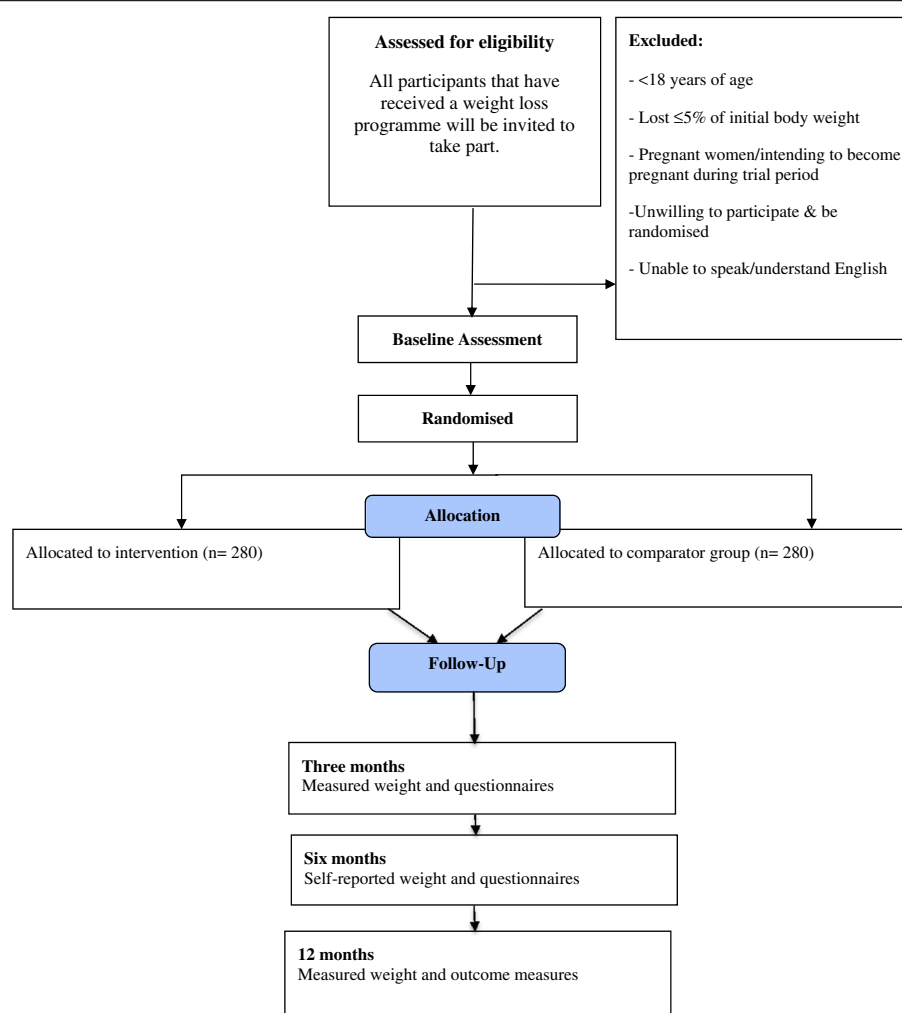 Assessed for eligibility
All participants that have
received a weight loss
programme will be invited to
take part.
Excluded:
- <18 years of age
- Lost ≤5% of initial body weight
- Pregnant women/intending to become
pregnant during trial period
-Unwilling to participate & be
randomised
- Unable to speak/understand English
Baseline Assessment
Randomised
Allocation
Allocated to intervention (n= 280)
Allocated to comparator group (n= 280)
Follow-Up
Three months
Measured weight and questionnaires
Six months
Self-reported weight and questionnaires
12 months
Measured weight and outcome measures